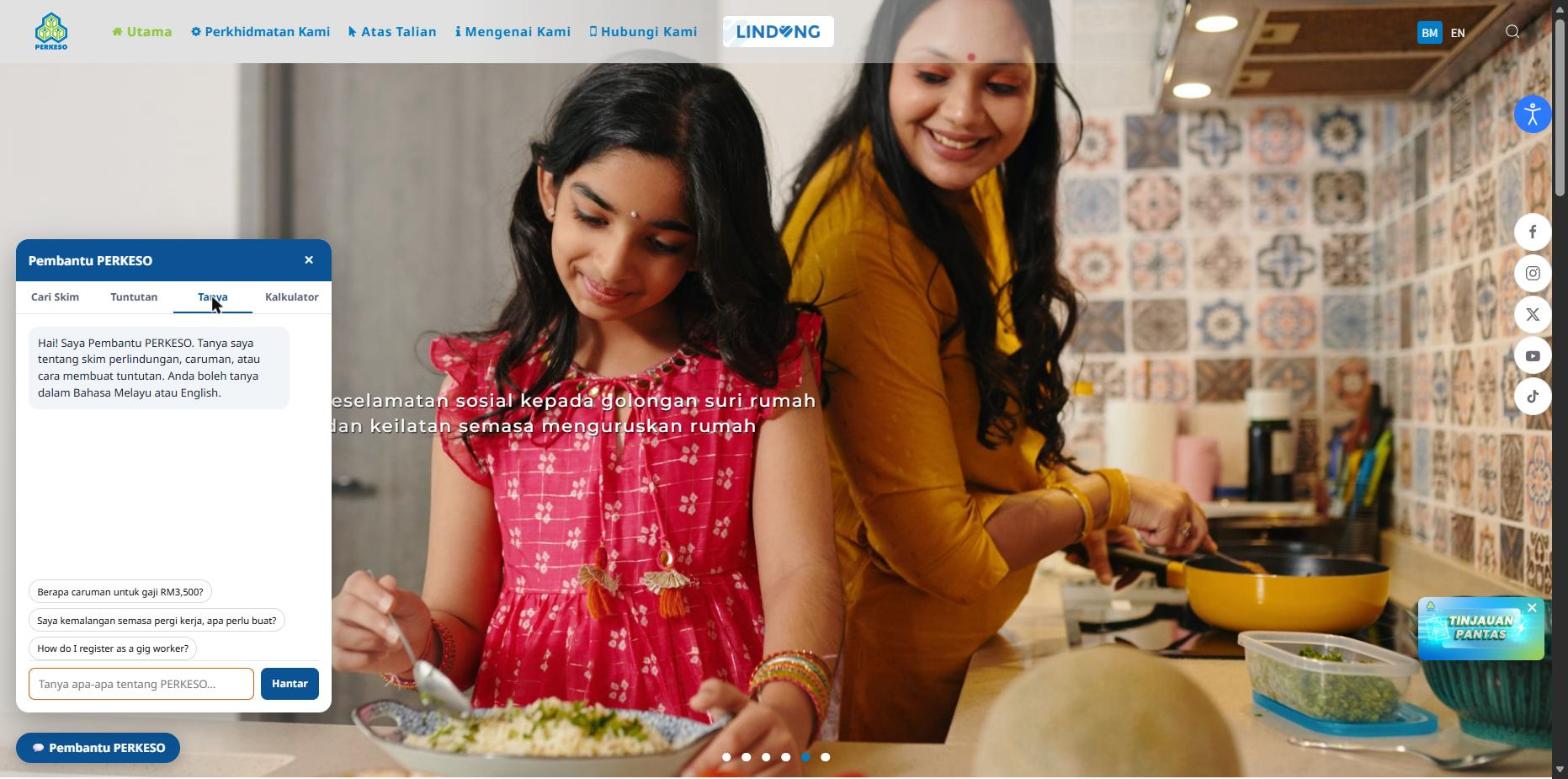 PERKESO
Utama
Perkhidmatan Kami
Atas Talian
Mengenai Kami
Hubungi Kami
LINDUNG
BM
EN
Pembantu PERKESO
Cari Skim
Tuntutan
Tanya
Kalkulator
Hai! Saya Pembantu PERKESO. Tanya saya
tentang skim perlindungan, caruman, atau
cara membuat tuntutan. Anda boleh tanya
dalam Bahasa Melayu atau English.
eselamatan sosial kepada golongan suri rumah
dan keilatan semasa menguruskan rumah
Berapa caruman untuk gaji RM3,500?
Saya kemalangan semasa pergi kerja, apa perlu buat?
How do I register as a gig worker?
Tanya apa-apa tentang PERKESO...
Hantar
TINJAUAN
PANTAS
Pembantu PERKESO